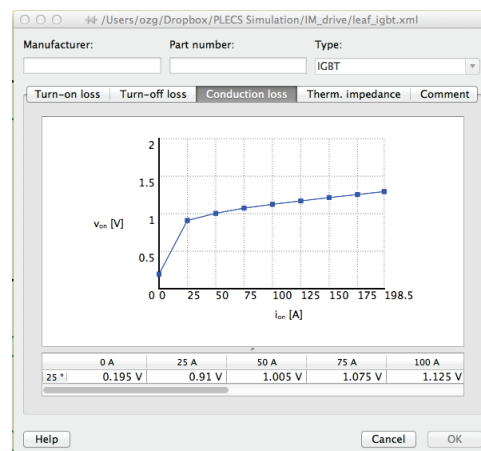 /Users/ozg/Dropbox/PLECS Simulation/IM_drive/leaf_igbt.xml
Manufacturer: Part number: Type:
IGBT
Turn-on loss Turn-off loss Conduction loss Therm. impedance Comment
2
1.5
1
0.5
0
von [V]
0 25 50 75 100 125 150 175 198.5
ion [A]
0 A 25 A 50 A 75 A 100 A
25 ° 0.195 V 0.91 V 1.005 V 1.075 V 1.125 V
Help Cancel OK